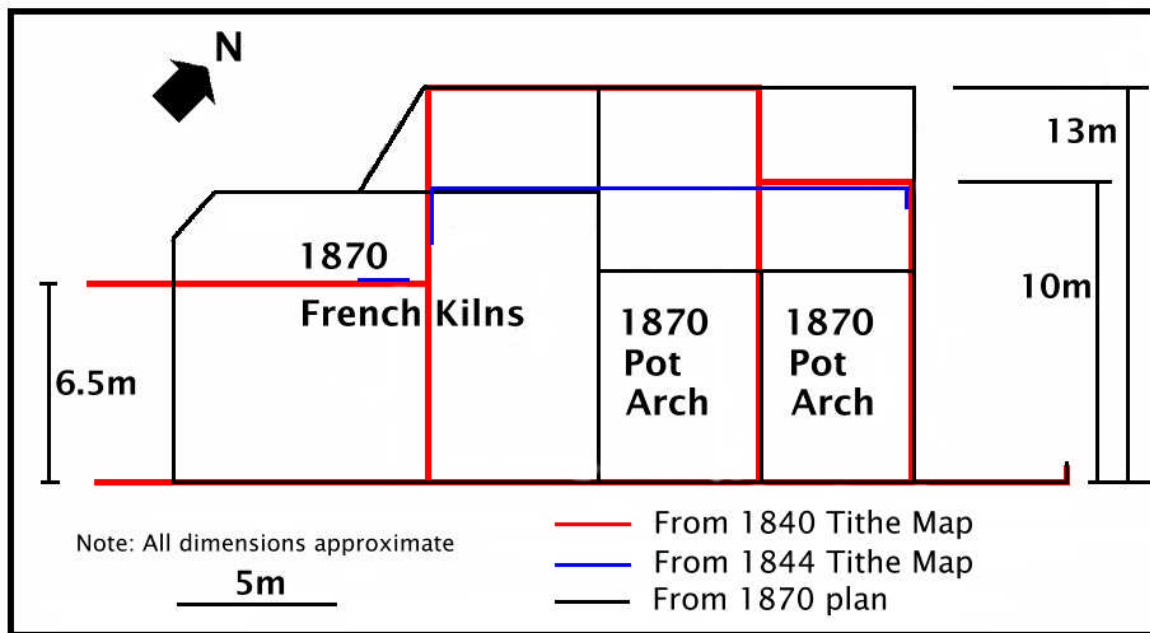 N
13m
1870
French Kilns
10m
1870
Pot
Arch
1870
Pot
Arch
6.5m
Note: All dimensions approximate
5m
From 1840 Tithe Map
From 1844 Tithe Map
From 1870 plan